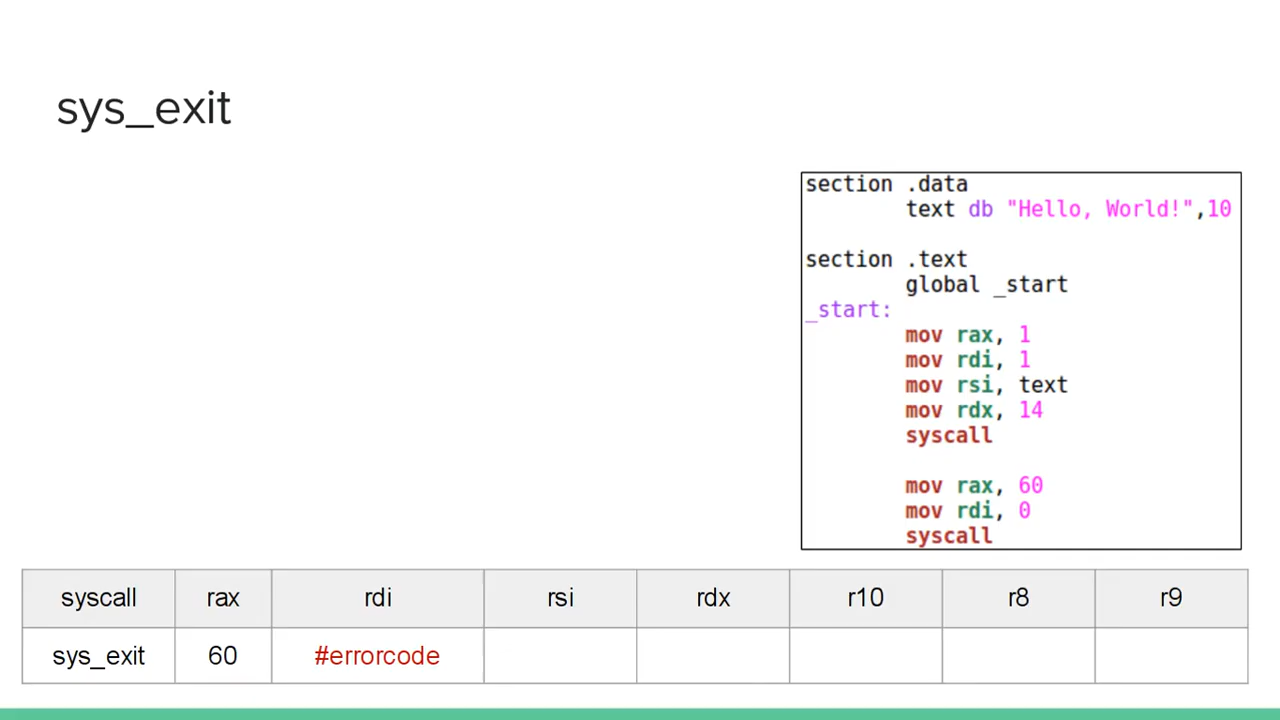 sys_exit
section .data
text db "Hello, World!",10
section .text
global _start
_start:
mov rax, 1
mov rdi, 1
mov rsi, text
mov rdx, 14
syscall
mov rax, 60
mov rdi, 0
syscall
syscall rax rdi rsi rdx r10 r8 r9
sys_exit 60 #errorcode